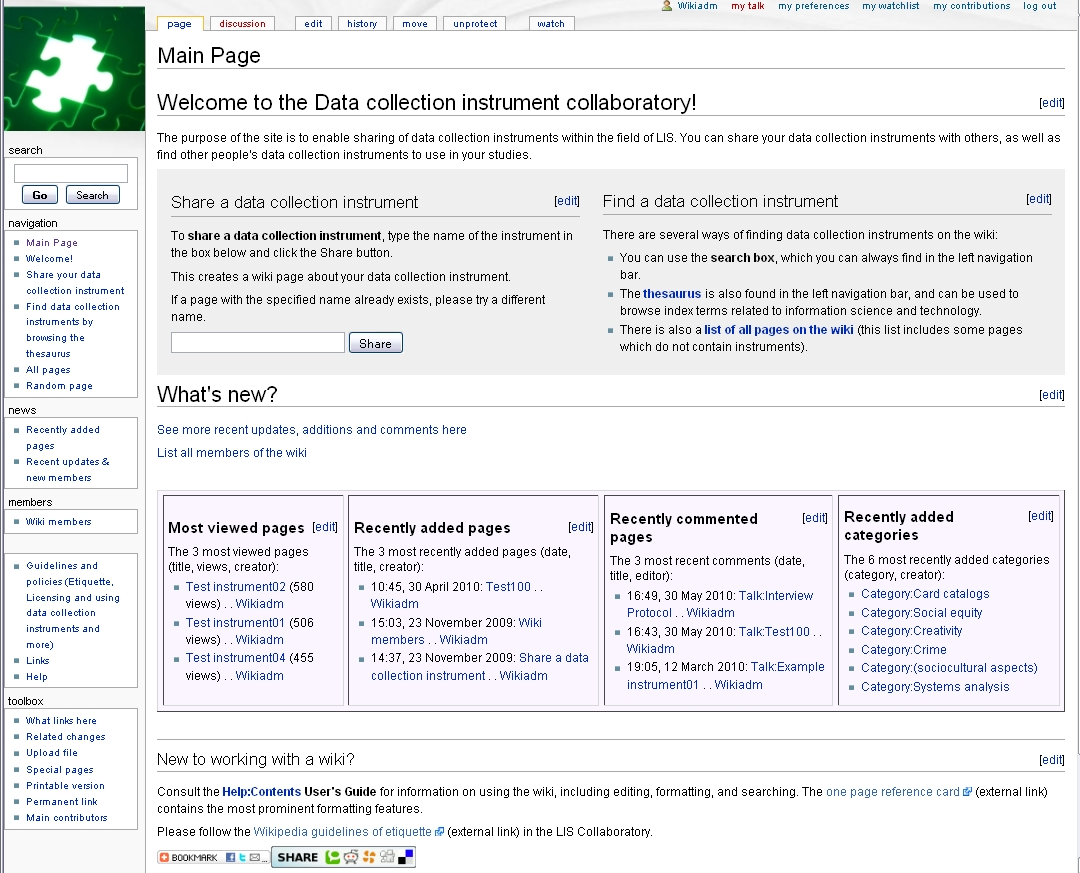 Wikiadm my talk my preferences my watchlist my contributions log out
page discussion edit history move unprotect watch
Main Page
Welcome to the Data collection instrument collaboratory! [edit]
The purpose of the site is to enable sharing of data collection instruments within the field of LIS. You can share your data collection instruments with others, as well as
find other people's data collection instruments to use in your studies.
search
Go Search
navigation
Main Page
Welcome!
Share your data
collection instrument
Find data collection
instruments by
browsing the
thesaurus
All pages
Random page
news
Recently added
pages
Recent updates &
new members
members
Wiki members
Guidelines and
policies (Etiquette,
Licensing and using
data collection
instruments and
more)
Links
Help
toolbox
What links here
Related changes
Upload file
Special pages
Printable version
Permanent link
Main contributors
Share a data collection instrument [edit]
To share a data collection instrument, type the name of the instrument in
the box below and click the Share button.
This creates a wiki page about your data collection instrument.
If a page with the specified name already exists, please try a different
name.
Share
Find a data collection instrument [edit]
There are several ways of finding data collection instruments on the wiki:
You can use the search box, which you can always find in the left navigation
bar.
The thesaurus is also found in the left navigation bar, and can be used to
browse index terms related to information science and technology.
There is also a list of all pages on the wiki (this list includes some pages
which do not contain instruments).
What's new? [edit]
See more recent updates, additions and comments here
List all members of the wiki
Most viewed pages [edit]
The 3 most viewed pages
(title, views, creator):
Test instrument02 (580
views) . . Wikiadm
Test instrument01 (506
views) . . Wikiadm
Test instrument04 (455
views) . . Wikiadm
Recently added pages [edit]
The 3 most recently added pages (date,
title, creator):
10:45, 30 April 2010: Test100 . .
Wikiadm
15:03, 23 November 2009: Wiki
members . . Wikiadm
14:37, 23 November 2009: Share a data
collection instrument . . Wikiadm
Recently commented [edit]
pages
The 3 most recent comments (date,
title, editor):
16:49, 30 May 2010: Talk:Interview
Protocol . . Wikiadm
16:43, 30 May 2010: Talk:Test100 . .
Wikiadm
19:05, 12 March 2010: Talk:Example
instrument01 . . Wikiadm
Recently added [edit]
categories
The 6 most recently added categories
(category, creator):
Category:Card catalogs
Category:Social equity
Category:Creativity
Category:Crime
Category:(sociocultural aspects)
Category:Systems analysis
New to working with a wiki? [edit]
Consult the Help:Contents User's Guide for information on using the wiki, including editing, formatting, and searching. The one page reference card (external link)
contains the most prominent formatting features.
Please follow the Wikipedia guidelines of etiquette (external link) in the LIS Collaboratory.
BOOKMARK ... SHARE